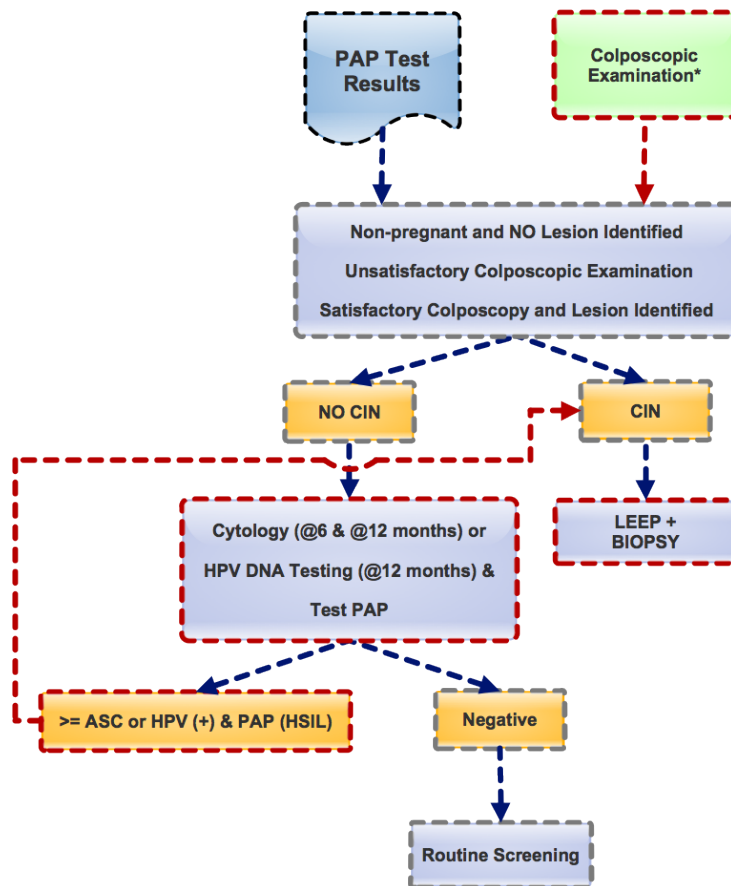 PAP Test
Results
Colposcopic
Examination*
Non-pregnant and NO Lesion Identified
Unsatisfactory Colposcopic Examination
Satisfactory Colposcopy and Lesion Identified
NO CIN
CIN
Cytology (@6 & @12 months) or
HPV DNA Testing (@12 months) &
Test PAP
LEEP +
BIOPSY
>= ASC or HPV (+) & PAP (HSIL)
Negative
Routine Screening